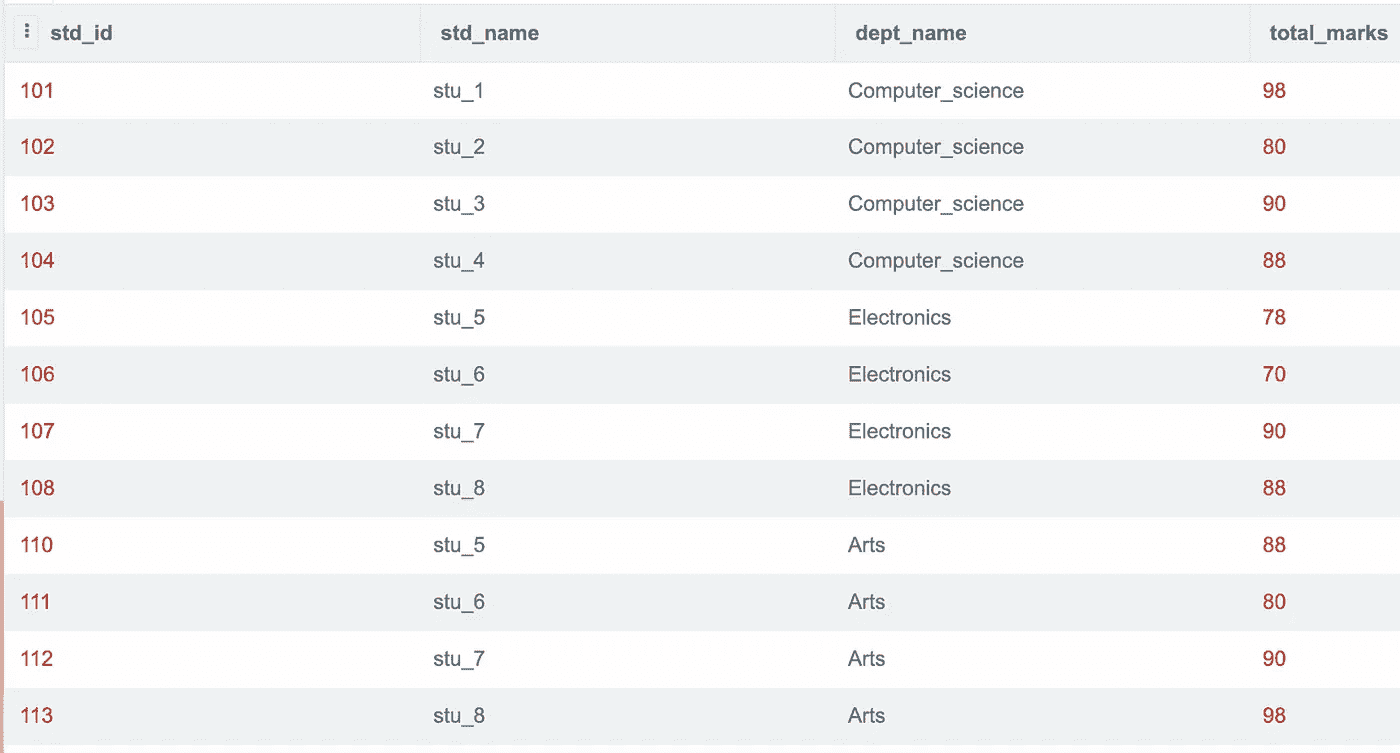 std_id std_name dept_name total_marks
101 stu_1 Computer_science 98
102 stu_2 Computer_science 80
103 stu_3 Computer_science 90
104 stu_4 Computer_science 88
105 stu_5 Electronics 78
106 stu_6 Electronics 70
107 stu_7 Electronics 90
108 stu_8 Electronics 88
110 stu_5 Arts 88
111 stu_6 Arts 80
112 stu_7 Arts 90
113 stu_8 Arts 98